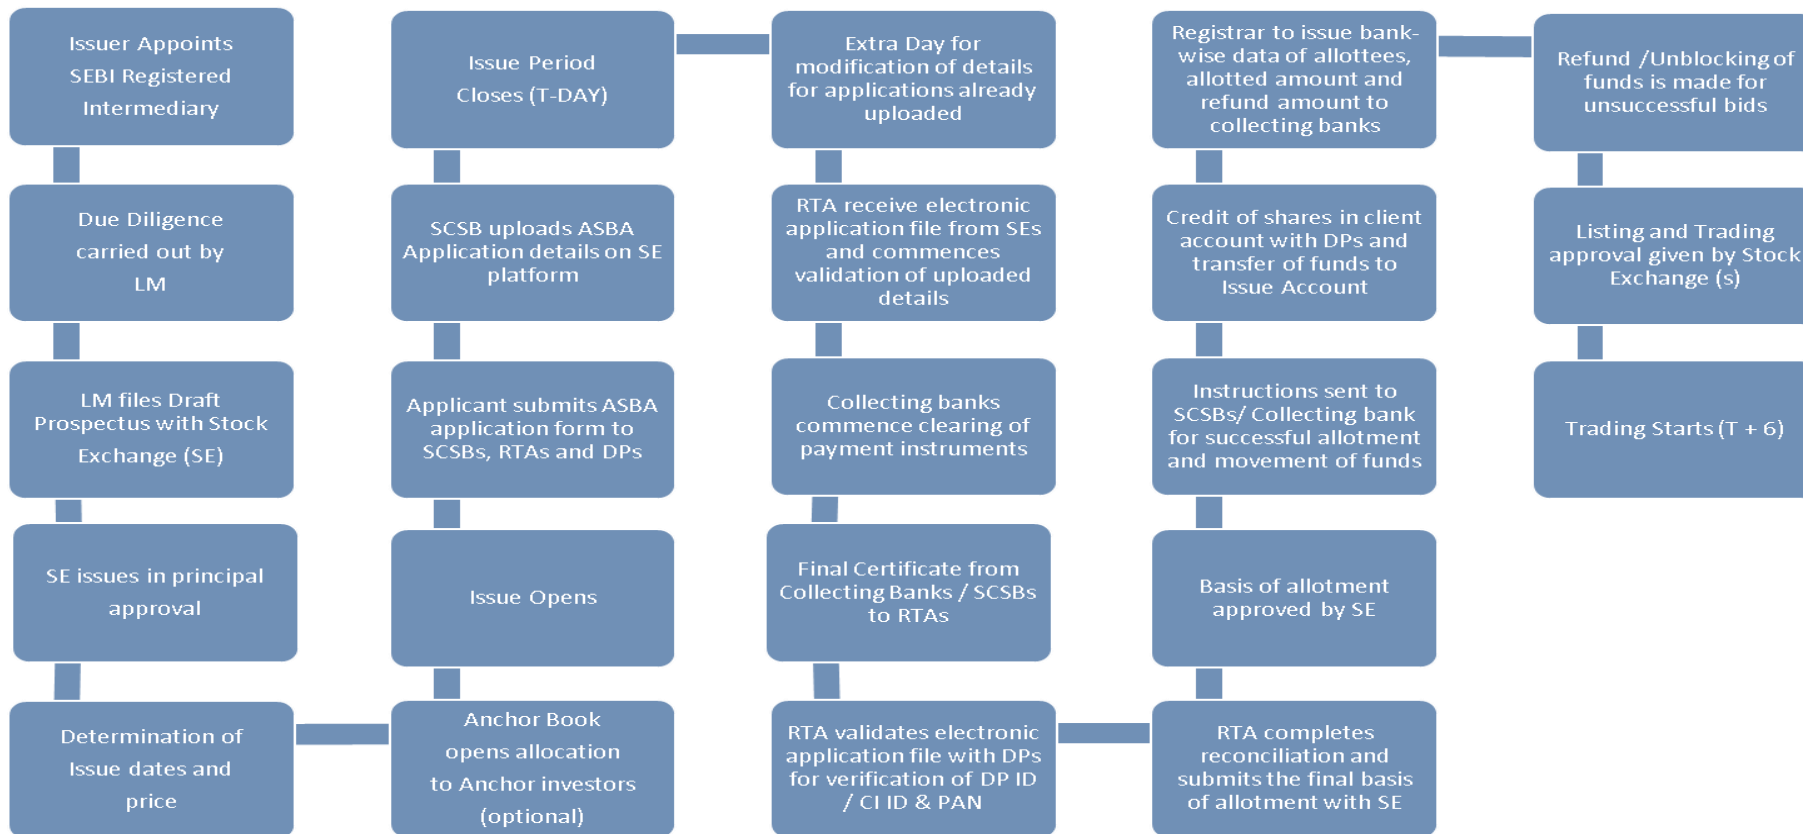 Issuer Appoints
SEBI Registered
Intermediary
Due Diligence
carried out by
LM
LM files Draft
Prospectus with Stock
Exchange (SE)
SE issues in principal
approval
Determination of
Issue dates and
price
Anchor Book
opens allocation
to Anchor investors
(optional)
Issue Opens
Applicant submits ASBA
application form to
SCSBs, RTAs and DPs
SCSB uploads ASBA
Application details on SE
platform
Issue Period
Closes (T-DAY)
Extra Day for
modification of details
for applications already
uploaded
RTA receive electronic
application file from SEs
and commences
validation of uploaded
details
Collecting banks
commence clearing of
payment instruments
Final Certificate from
Collecting Banks / SCSBs
to RTAs
RTA validates electronic
application file with DPs
for verification of DP ID
/ CI ID & PAN
RTA completes
reconciliation and
submits the final basis
of allotment with SE
Basis of allotment
approved by SE
Instructions sent to
SCSBs/ Collecting bank
for successful allotment
and movement of funds
Credit of shares in client
account with DPs and
transfer of funds to
Issue Account
Registrar to issue bank-
wise data of allottees,
allotted amount and
refund amount to
collecting banks
Refund /Unblocking of
funds is made for
unsuccessful bids
Listing and Trading
approval given by Stock
Exchange (s)
Trading Starts (T + 6)